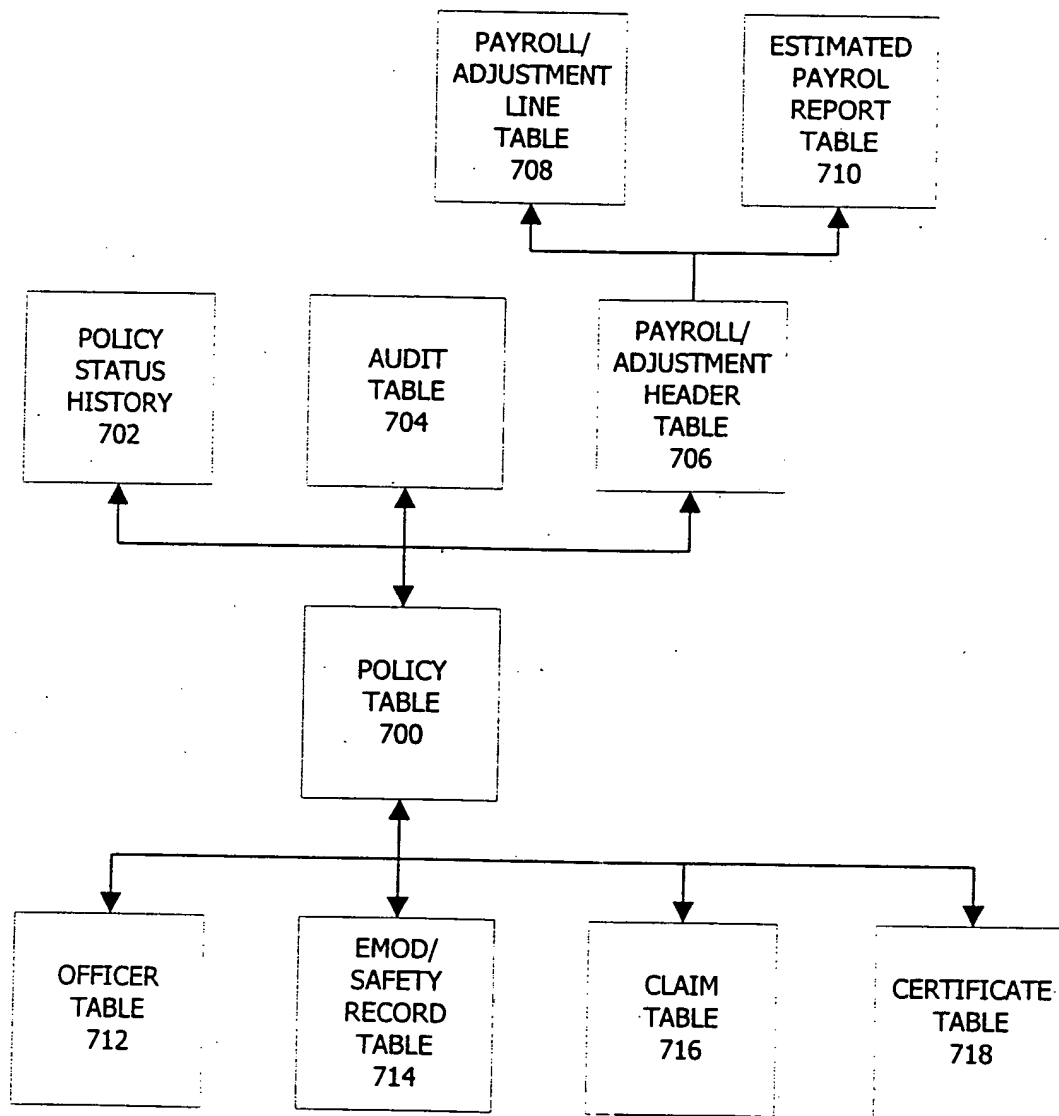 PAYROLL/
ADJUSTMENT
LINE
TABLE
708
ESTIMATED
PAYROL
REPORT
TABLE
710
POLICY
STATUS
HISTORY
702
AUDIT
TABLE
704
PAYROLL/
ADJUSTMENT
HEADER
TABLE
706
POLICY
TABLE
700
OFFICER
TABLE
712
EMOD/
SAFETY
RECORD
TABLE
714
CLAIM
TABLE
716
CERTIFICATE
TABLE
718